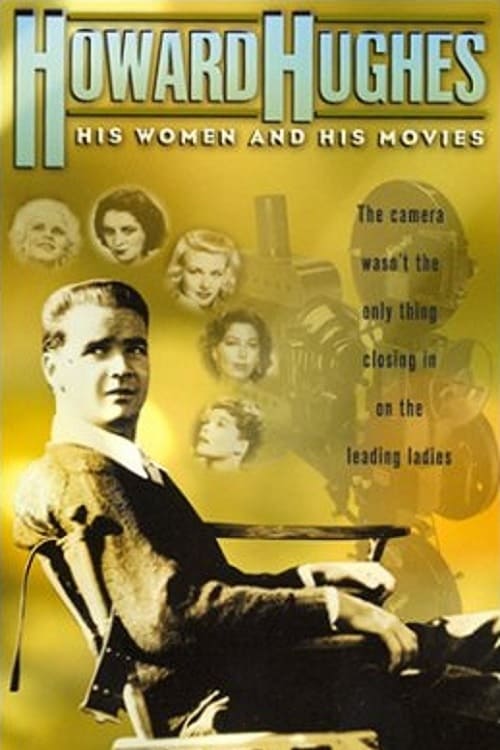 HOWARD HUGHES
HIS WOMEN AND HIS MOVIES
The camera
wasn't the
only thing
closing in
on the
leading ladies